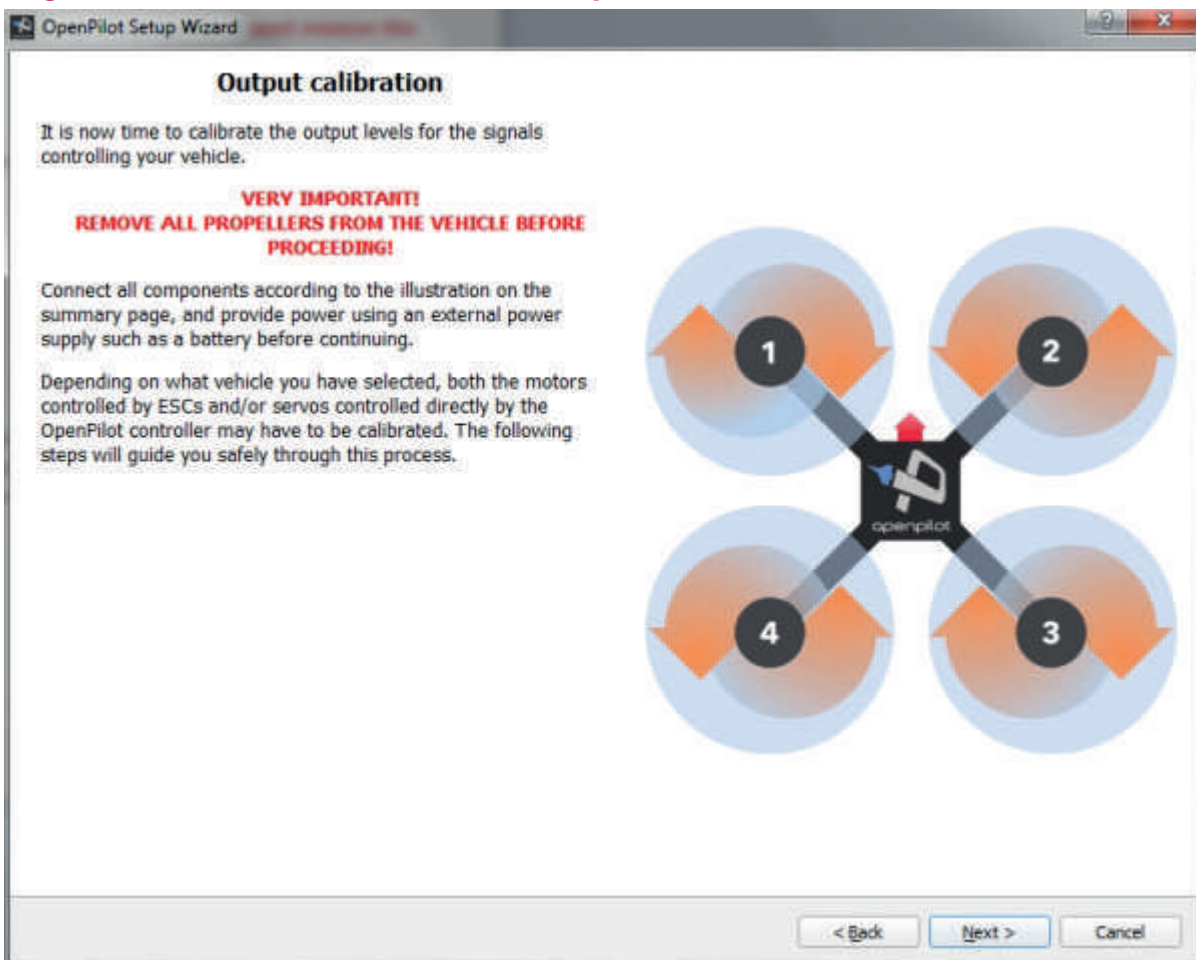 OpenPilot Setup Wizard
Output calibration
It is now time to calibrate the output levels for the signals
controlling your vehicle.
VERY IMPORTANT!
REMOVE ALL PROPELLERS FROM THE VEHICLE BEFORE
PROCEEDING!
Connect all components according to the illustration on the
summary page, and provide power using an external power
supply such as a battery before continuing.
Depending on what vehicle you have selected, both the motors
controlled by ESCs and/or servos controlled directly by the
OpenPilot controller may have to be calibrated. The following
steps will guide you safely through this process.
1
2
openpilot
4
3
< Back
Next >
Cancel